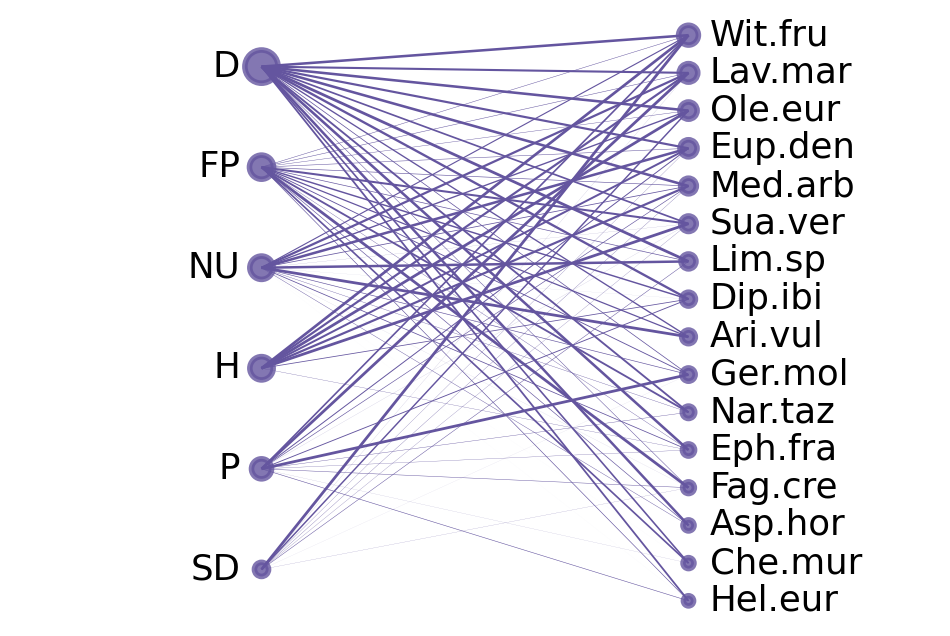 D
FP
NU
H
P
SD
Wit.fru
Lav.mar
Ole.eur
Eup.den
Med.arb
Sua.ver
Lim.sp
Dip.ibi
Ari.vul
Ger.mol
Nar.taz
Eph.fra
Fag.cre
Asp.hor
Che.mur
Hel.eur